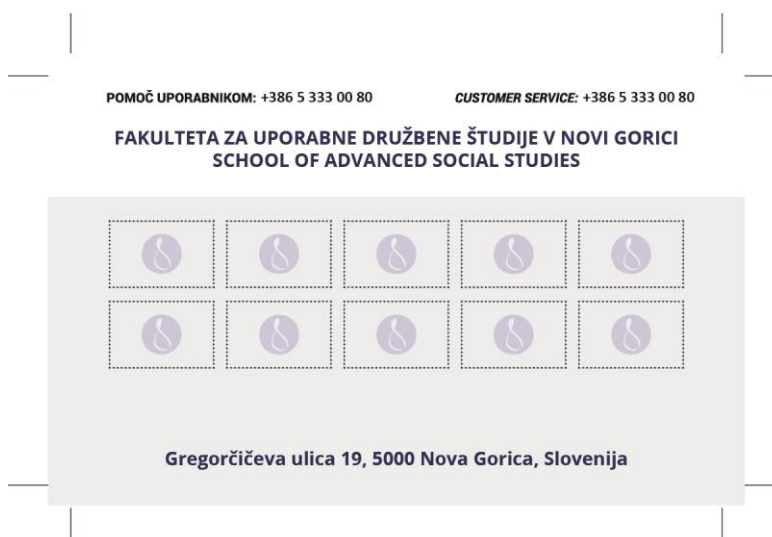 POMOČ UPORABNIKOM: +386 5 333 00 80
CUSTOMER SERVICE: +386 5 333 00 80
FAKULTETA ZA UPORABNE DRUŽBENE ŠTUDIJE V NOVI GORICI
SCHOOL OF ADVANCED SOCIAL STUDIES
Gregorčičeva ulica 19, 5000 Nova Gorica, Slovenija